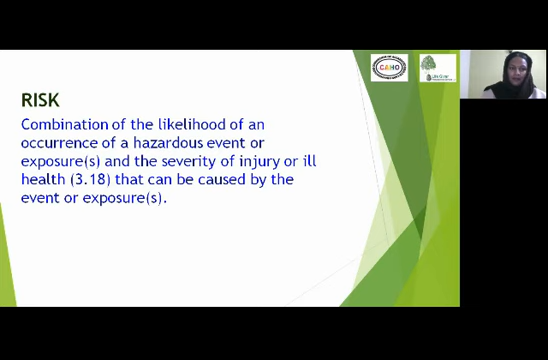 CAHO
RISK
Combination of the likelihood of an
occurrence of a hazardous event or
exposure(s) and the severity of injury or ill
health (3.18) that can be caused by the
event or exposure(s).